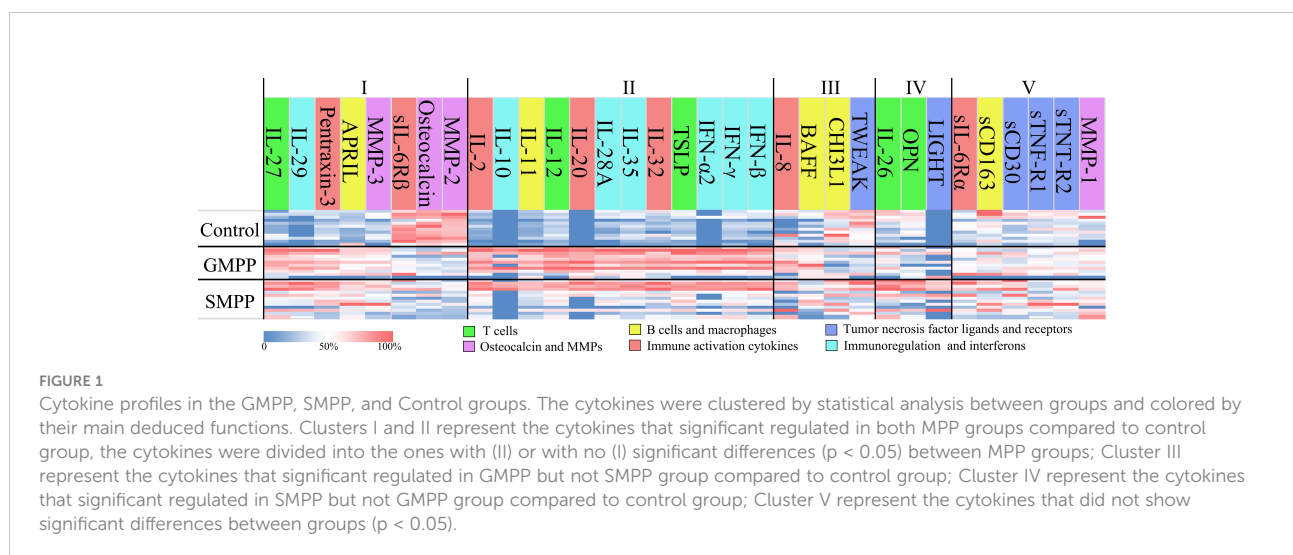 I II III IV V
IL-27
IL-29
Pentraxin-3
APRIL
MMP-3
sIL-6Rβ
Osteocalcin
MMP-2
IL-2
IL-10
IL-11
IL-12
IL-20
IL-28A
IL-35
IL-32
TSLP
IFN-α2
IFN-γ
IFN-β
IL-8
BAFF
CHI3L1
TWEAK
IL-26
OPN
LIGHT
sIL-6Rα
sCD163
sCD30
sTNF-R1
sTNT-R2
MMP-1
Control
GMPP
SMPP
0 50% 100%
T cells
B cells and macrophages
Tumor necrosis factor ligands and receptors
Osteocalcin and MMPs
Immune activation cytokines
Immunoregulation and interferons
FIGURE 1
Cytokine profiles in the GMPP, SMPP, and Control groups. The cytokines were clustered by statistical analysis between groups and colored by
their main deduced functions. Clusters I and II represent the cytokines that significant regulated in both MPP groups compared to control
group, the cytokines were divided into the ones with (II) or with no (I) significant differences (p < 0.05) between MPP groups; Cluster III
represent the cytokines that significant regulated in GMPP but not SMPP group compared to control group; Cluster IV represent the cytokines
that significant regulated in SMPP but not GMPP group compared to control group; Cluster V represent the cytokines that did not show
significant differences between groups (p < 0.05).